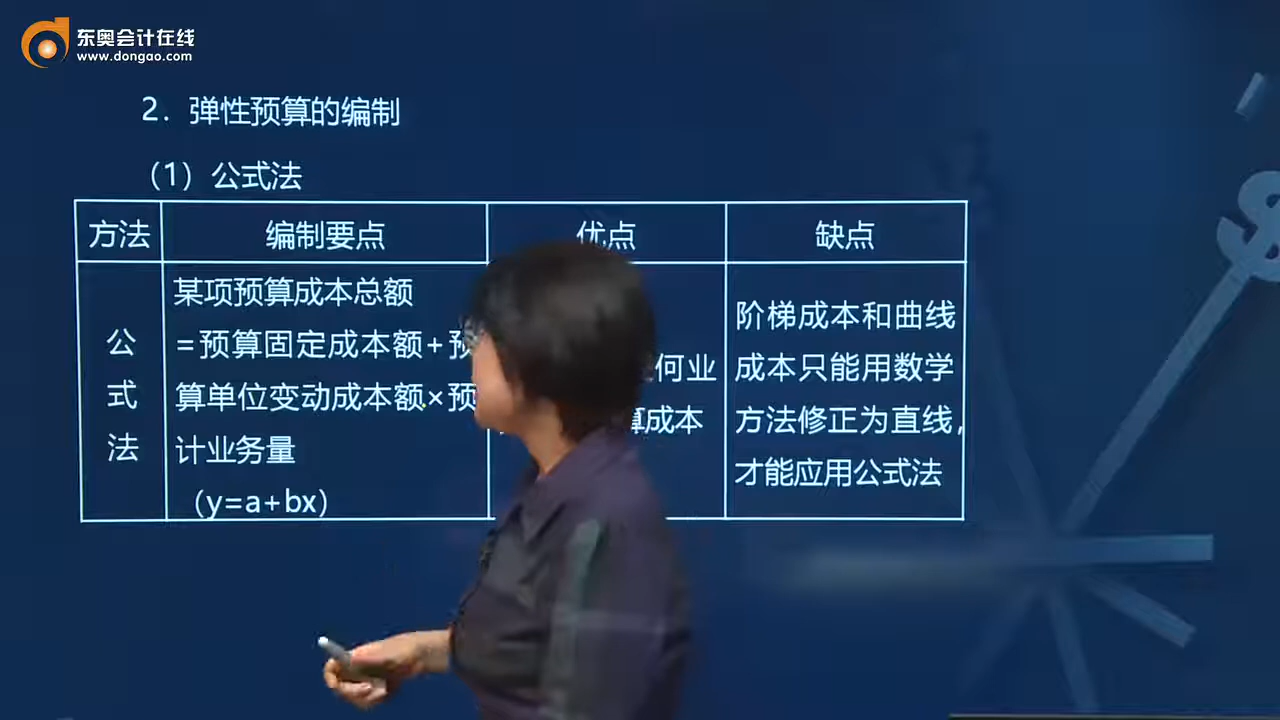 东奥会计在线
www.dongao.com
2．弹性预算的编制
（1）公式法
方法 编制要点 优点 缺点
公式法
某项预算成本总额
=预算固定成本额+预
算单位变动成本额×预
计业务量
（y=a+bx）
何业
算成本
阶梯成本和曲线
成本只能用数学
方法修正为直线，
才能应用公式法